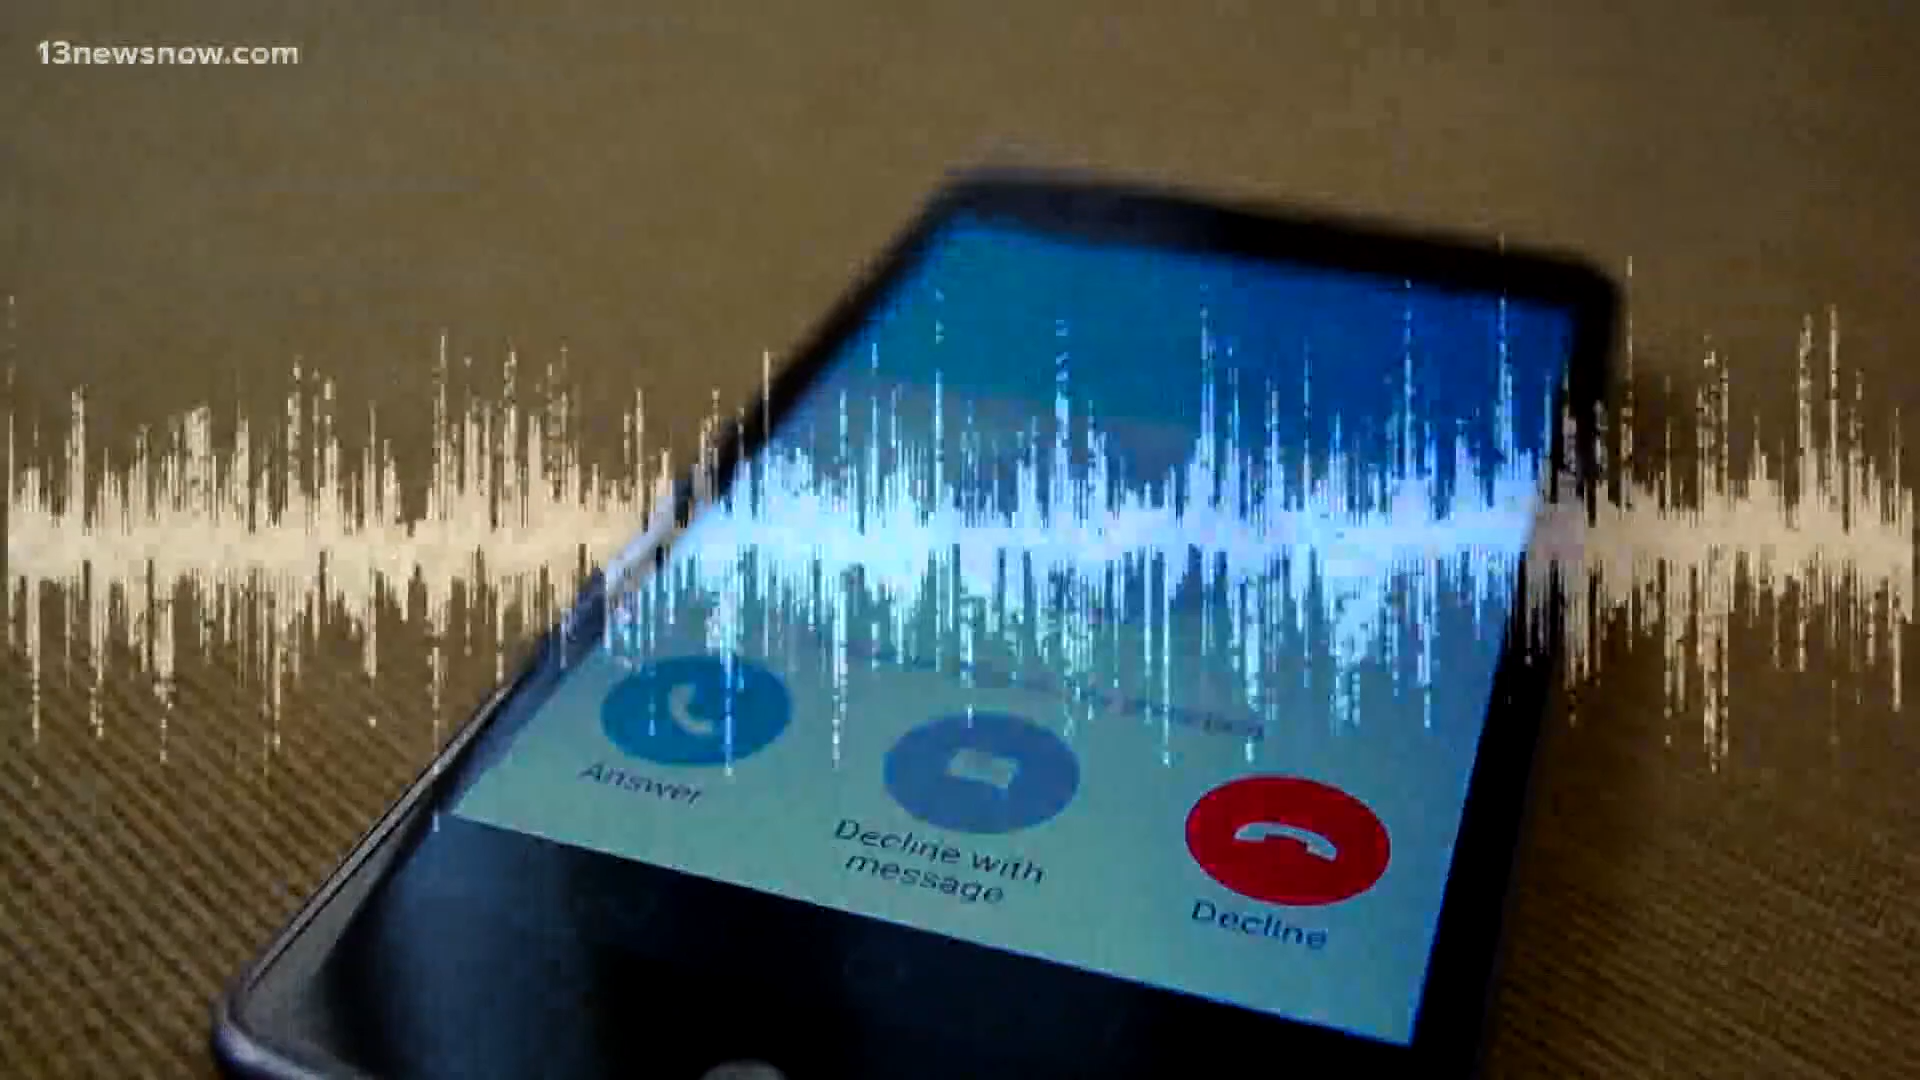 13newsnow.com
Answer
Decline with
message
Decline